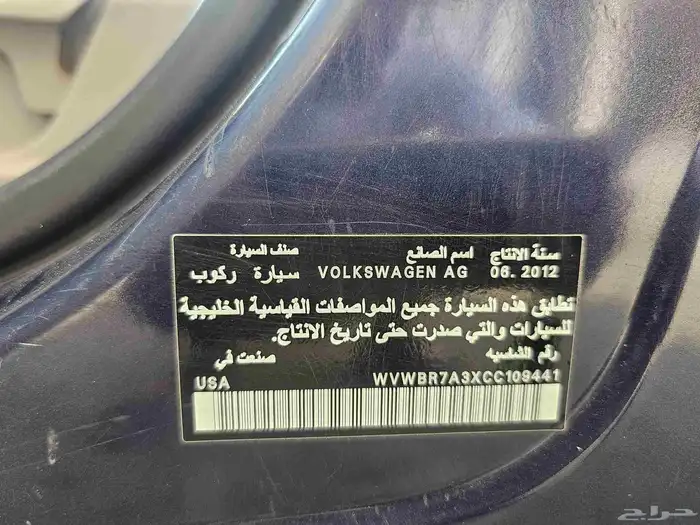 سنة الانتاج اسم الصانع صنف السيارة
06. 2012 VOLKSWAGEN AG سيارة ركوب
تطابق هذه السيارة جميع المواصفات القياسية الخليجية
للسيارات والتي صدرت حتى تاريخ الانتاج.
رقم القاسيه صنعت في
WVWBR7A3XCC109441 USA
حراج